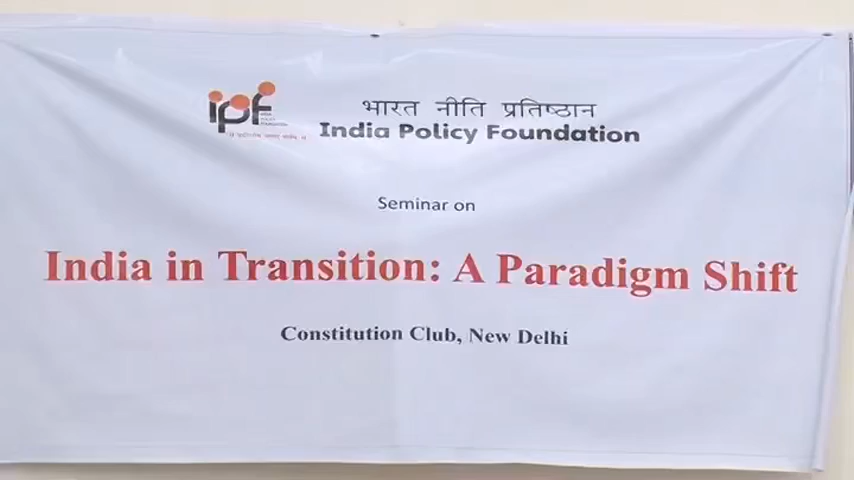 ipf
भारत नीति प्रतिष्ठान
India Policy Foundation
Seminar on
India in Transition: A Paradigm Shift
Constitution Club, New Delhi